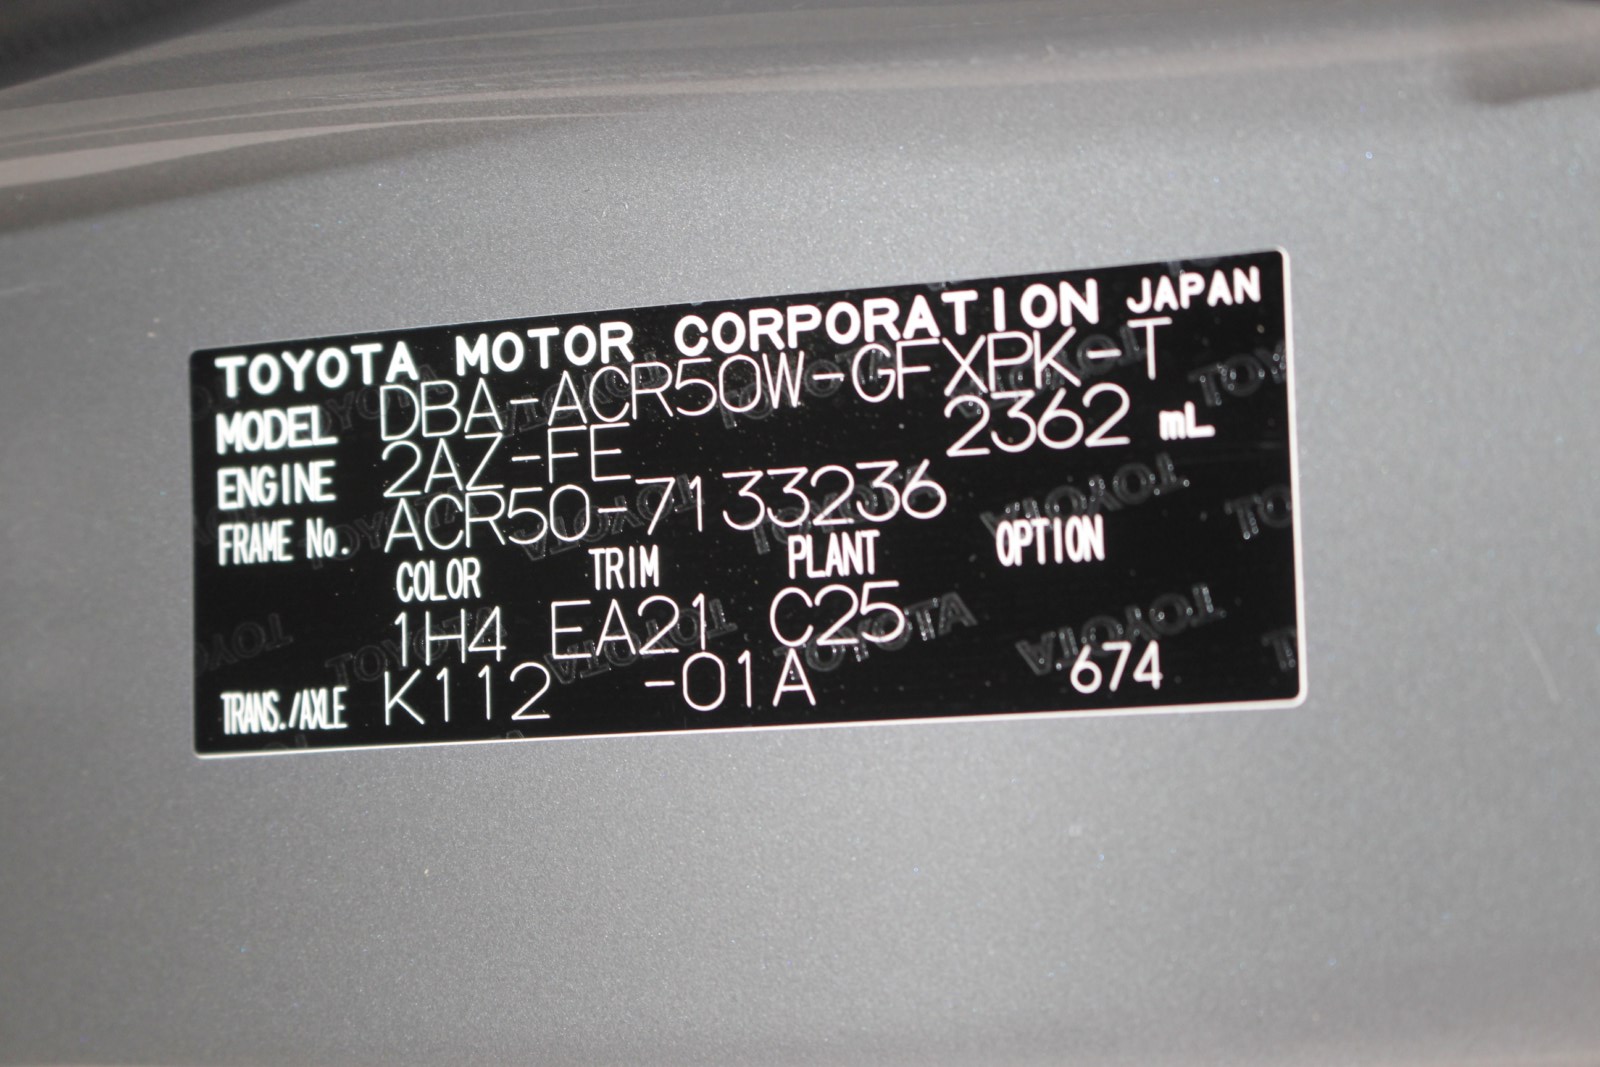 TOYOTA MOTOR CORPORATION JAPAN
MODEL DBA-ACR50W-GFXPK-T
ENGINE 2AZ-FE 2362 mL
FRAME No. ACR50-7133236
COLOR TRIM PLANT OPTION
1H4 EA21 C25
TRANS./AXLE K112 -01A 674